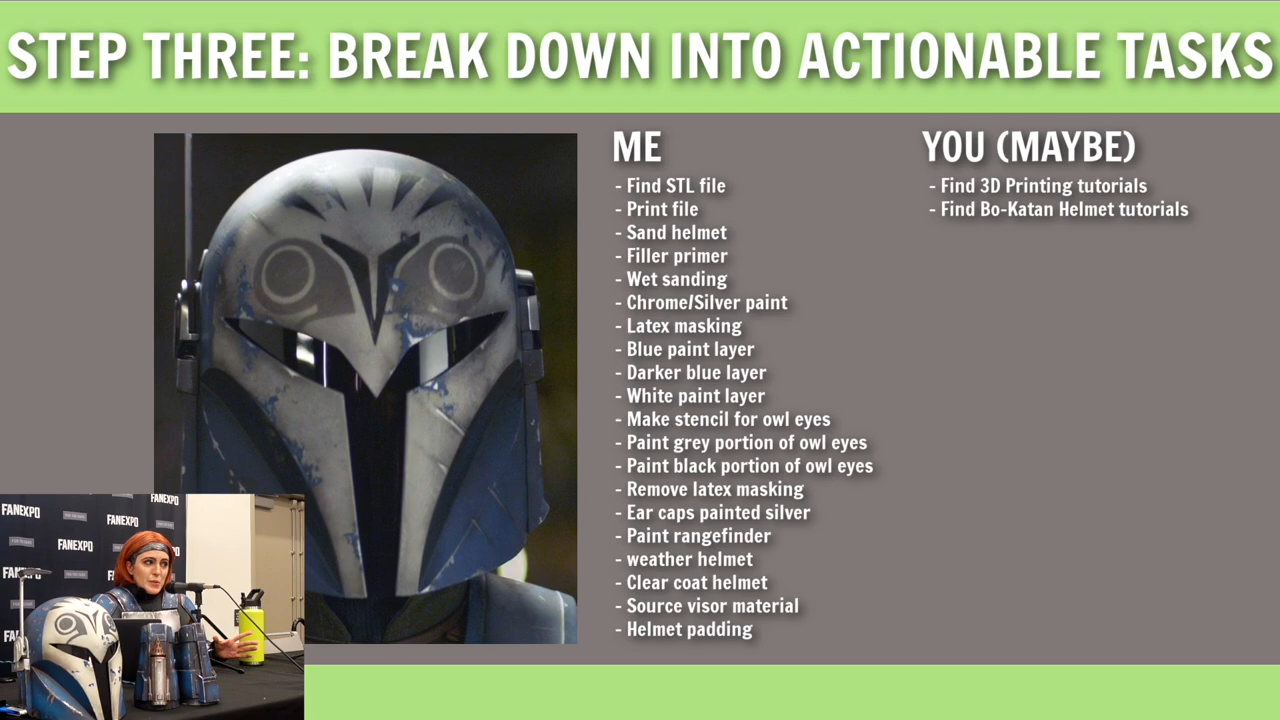 STEP THREE: BREAK DOWN INTO ACTIONABLE TASKS
ME
- Find STL file
- Print file
- Sand helmet
- Filler primer
- Wet sanding
- Chrome/Silver paint
- Latex masking
- Blue paint layer
- Darker blue layer
- White paint layer
- Make stencil for owl eyes
- Paint grey portion of owl eyes
- Paint black portion of owl eyes
- Remove latex masking
- Ear caps painted silver
- Paint rangefinder
- weather helmet
- Clear coat helmet
- Source visor material
- Helmet padding
YOU (MAYBE)
- Find 3D Printing tutorials
- Find Bo-Katan Helmet tutorials
FANEXPO
FANEXPO
FANEXPO
FANEXPO
FANEXPO